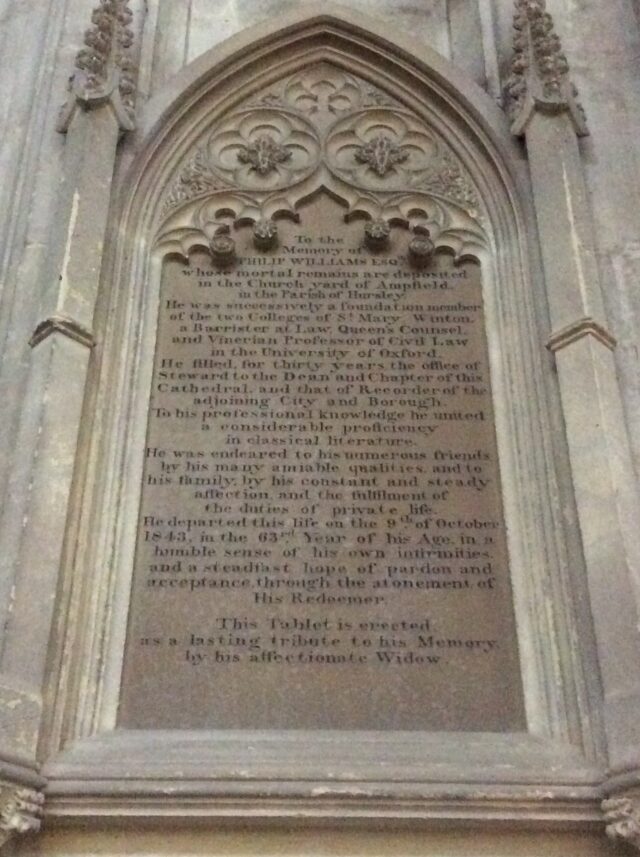 To the
Memory of
PHILIP WILLIAMS ESQR.
whose mortal remains are deposited
in the Church yard of Ampfield,
in the Parish of Hursley.
He was successively a foundation member
of the two Colleges of St. Mary, Winton,
a Barrister at Law, Queen's Counsel,
and Vinerian Professor of Civil Law
in the University of Oxford.
He filled, for thirty years, the office of
Steward to the Dean and Chapter of this
Cathedral, and that of Recorder of the
adjoining City and Borough.
To his professional knowledge he united
a considerable proficiency
in classical literature.
He was endeared to his numerous friends
by his many amiable qualities, and to
his family, by his constant and steady
affection, and the fulfilment of
the duties of private life.
He departed this life on the 9th of October
1843, in the 63rd Year of his Age, in a
humble sense of his own infirmities,
and a steadfast hope of pardon and
acceptance, through the atonement of
His Redeemer.
This Tablet is erected,
as a lasting tribute to his Memory,
by his affectionate Widow